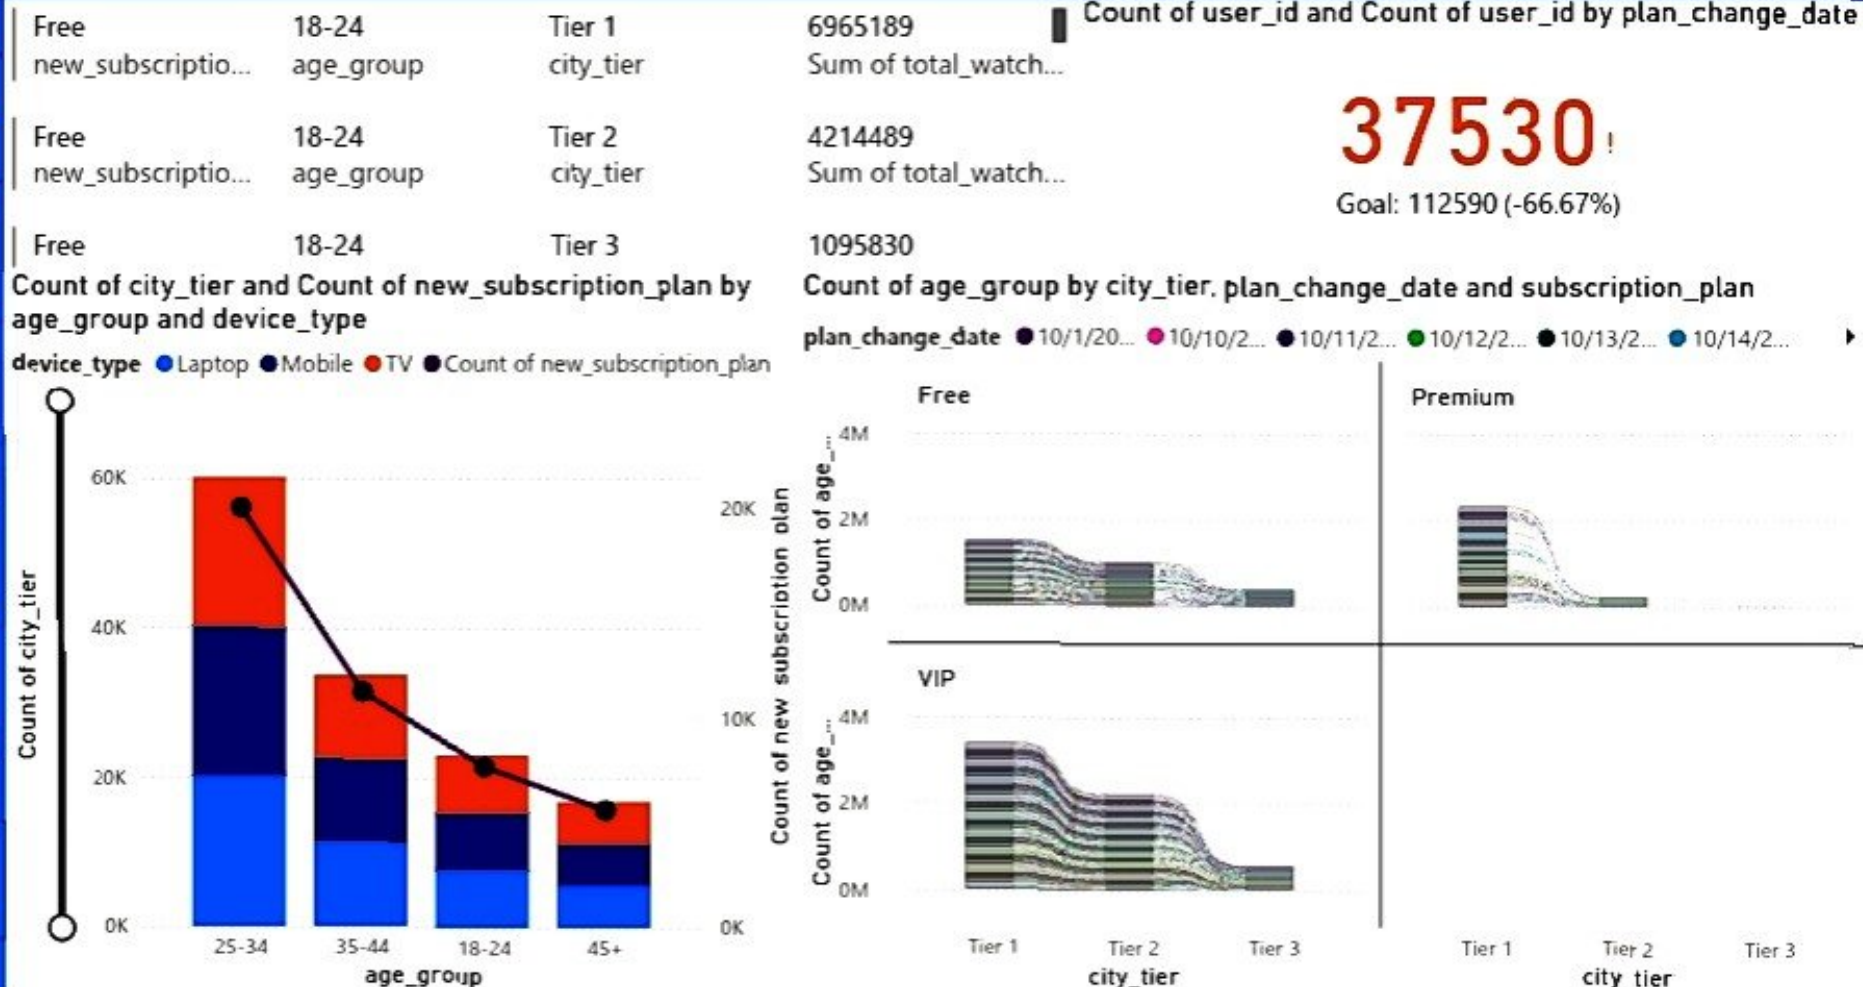 Free 18-24 Tier 1 6965189
new_subscriptio... age_group city_tier Sum of total_watch...
Free 18-24 Tier 2 4214489
new_subscriptio... age_group city_tier Sum of total_watch...
Free 18-24 Tier 3 1095830
Count of user_id and Count of user_id by plan_change_date
37530!
Goal: 112590 (-66.67%)
Count of city_tier and Count of new_subscription_plan by
age_group and device_type
device_type Laptop Mobile TV Count of new_subscription_plan
Count of city_tier
60K
40K
20K
0K
20K
10K
0K
Count of new subscription plan
25-34 35-44 18-24 45+
age_group
Count of age_group by city_tier, plan_change_date and subscription_plan
plan_change_date 10/1/20... 10/10/2... 10/11/2... 10/12/2... 10/13/2... 10/14/2...
Free
Premium
Count of age_...
4M
2M
0M
VIP
Count of age_...
4M
2M
0M
Tier 1 Tier 2 Tier 3
city_tier
Tier 1 Tier 2 Tier 3
city tier